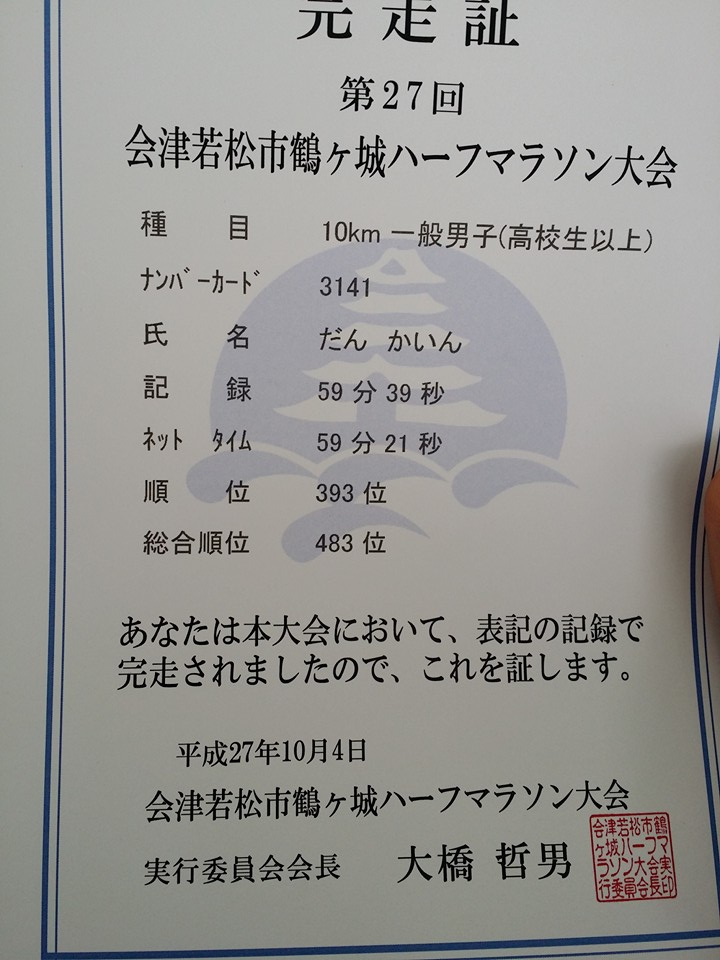 完走証
第27回
会津若松市鶴ヶ城ハーフマラソン大会
種 目 10km 一般男子(高校生以上)
ﾅﾝﾊﾞｰｶｰﾄﾞ 3141
氏 名 だん かいん
記 録 59 分 39 秒
ﾈｯﾄ ﾀｲﾑ 59 分 21 秒
順 位 393 位
総合順位 483 位
あなたは本大会において、表記の記録で
完走されましたので、これを証します。
平成27年10月4日
会津若松市鶴ヶ城ハーフマラソン大会
実行委員会会長 大橋 哲男
会津若松市鶴
ヶ城ハーフマ
ラソン大会実
行委員会長印